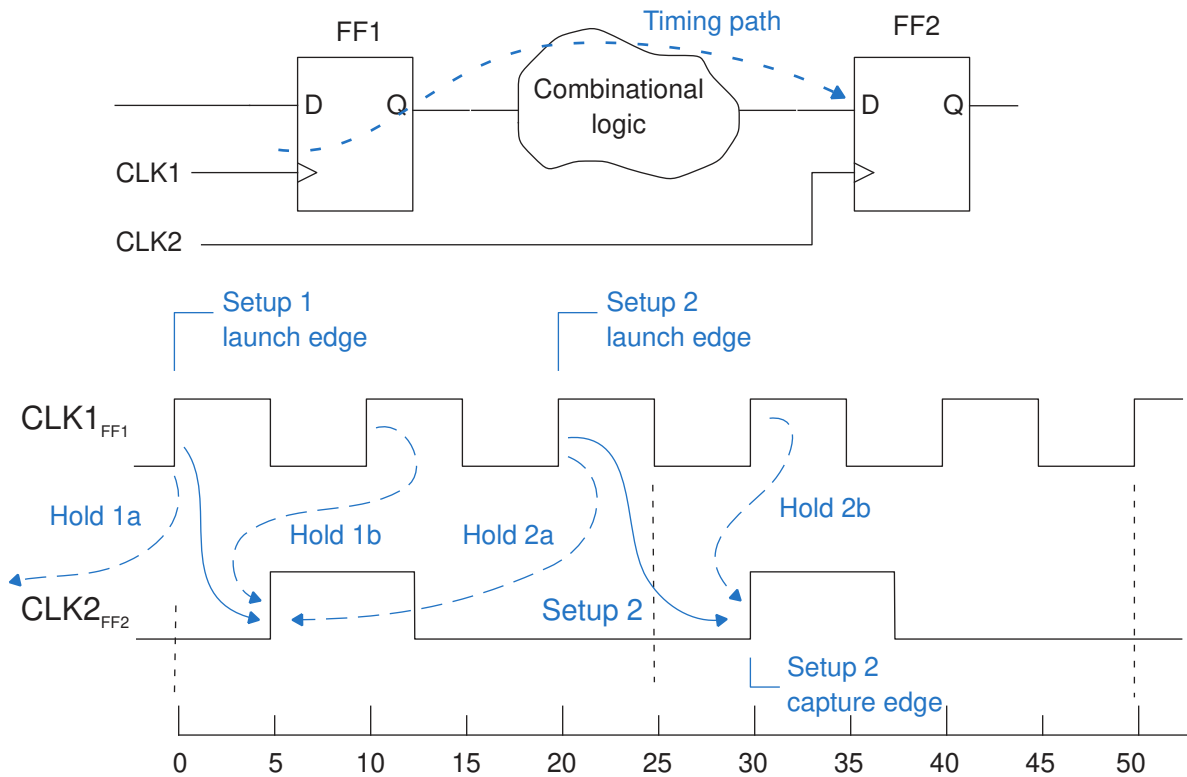 FF1
Timing path
FF2
D
Q
Combinational
logic
D
Q
CLK1
CLK2
Setup 1
launch edge
Setup 2
launch edge
CLK1FF1
Hold 1a
Hold 1b
Hold 2a
Hold 2b
CLK2FF2
Setup 2
Setup 2
capture edge
0 5 10 15 20 25 30 35 40 45 50